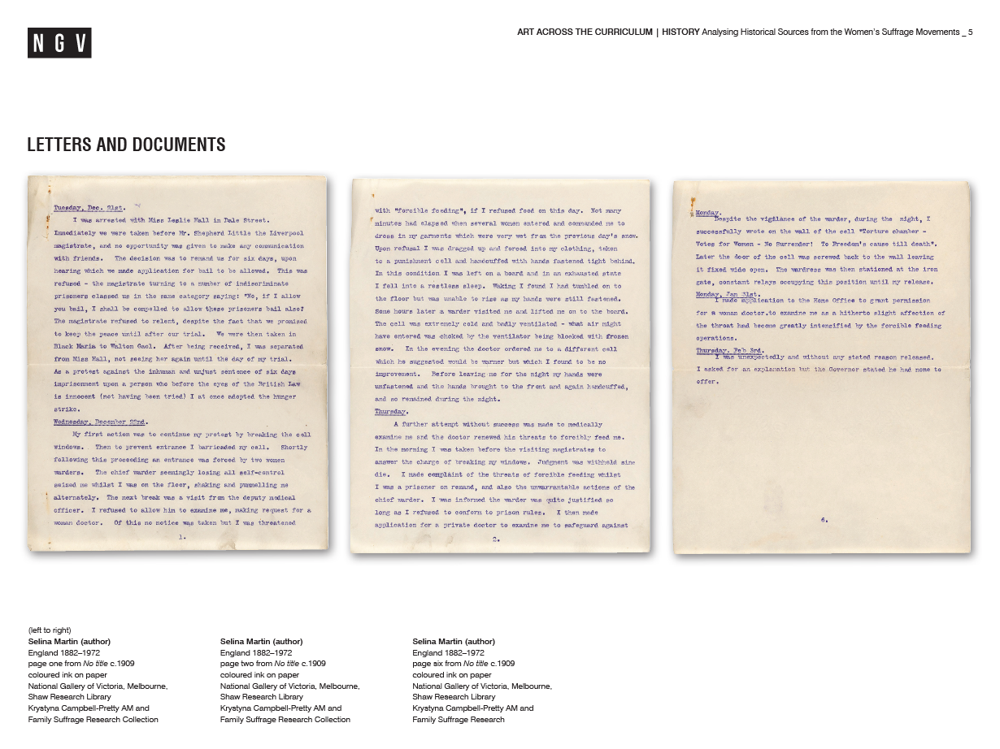 NGV
ART ACROSS THE CURRICULUM | HISTORY Analysing Historical Sources from the Women's Suffrage Movements _ 5
LETTERS AND DOCUMENTS
Tuesday, Dec. 21st.
I was arrested with Miss Leslie Hall in Dale Street.
Immediately we were taken before Mr. Shepherd Little the Liverpool
magistrate, and no opportunity was given to make any communication
with friends. The decision was to remand us for six days, upon
hearing which we made application for bail to be allowed. This was
refused - the magistrate turning to a number of indiscriminate
prisoners classed us in the same category saying: "No, if I allow
you bail, I shall be compelled to allow these prisoners bail also?
The magistrate refused to relent, despite the fact that we promised
to keep the peace until after our trial. We were then taken in
Black Maria to Walton Gaol. After being received, I was separated
from Miss Hall, not seeing her again until the day of my trial.
As a protest against the inhuman and unjust sentence of six days
imprisonment upon a person who before the eyes of the British Law
is innocent (not having been tried) I at once adopted the hunger
strike.
Wednesday, December 22nd.
My first action was to continue my protest by breaking the cell
windows. Then to prevent entrance I barricaded my cell. Shortly
following this proceeding an entrance was forced by two women
warders. The chief warder seemingly losing all self-control
seized me whilst I was on the floor, shaking and pummelling me
alternately. The next break was a visit from the deputy medical
officer. I refused to allow him to examine me, making request for a
woman doctor. Of this no notice was taken but I was threatened
1.
with "forcible feeding", if I refused food on this day. Not many
minutes had elapsed when several women entered and commanded me to
dress in my garments which were very wet from the previous day's snow.
Upon refusal I was dragged up and forced into my clothing, taken
to a punishment cell and handcuffed with hands fastened tight behind.
In this condition I was left on a board and in an exhausted state
I fell into a restless sleep. Waking I found I had tumbled on to
the floor but was unable to rise as my hands were still fastened.
Some hours later a warder visited me and lifted me on to the board.
The cell was extremely cold and badly ventilated - what air might
have entered was choked by the ventilator being blocked with frozen
snow. In the evening the doctor ordered me to a different cell
which he suggested would be warmer but which I found to be no
improvement. Before leaving me for the night my hands were
unfastened and the hands brought to the front and again handcuffed,
and so remained during the night.
Thursday.
A further attempt without success was made to medically
examine me and the doctor renewed his threats to forcibly feed me.
In the morning I was taken before the visiting magistrates to
answer the charge of breaking my windows. Judgment was withheld sine
die. I made complaint of the threats of forcible feeding whilst
I was a prisoner on remand, and also the unwarrantable actions of the
chief warder. I was informed the warder was quite justified so
long as I refused to conform to prison rules. I then made
application for a private doctor to examine me to safeguard against
2.
Monday.
Despite the vigilance of the warder, during the night, I
successfully wrote on the wall of the cell "Torture chamber -
Votes for Women - No Surrender! To Freedom's cause till death".
Later the door of the cell was screwed back to the wall leaving
it fixed wide open. The wardress was then stationed at the iron
gate, constant relays occupying this position until my release.
Monday, Jan 31st.
I made application to the Home Office to grant permission
for a woman doctor.to examine me as a hitherto slight affection of
the throat had become greatly intensified by the forcible feeding
operations.
Thursday. Feb 3rd.
I was unexpectedly and without any stated reason released.
I asked for an explanation but the Governor stated he had none to
offer.
6.
(left to right)
Selina Martin (author)
England 1882–1972
page one from No title c.1909
coloured ink on paper
National Gallery of Victoria, Melbourne,
Shaw Research Library
Krystyna Campbell-Pretty AM and
Family Suffrage Research Collection
Selina Martin (author)
England 1882–1972
page two from No title c.1909
coloured ink on paper
National Gallery of Victoria, Melbourne,
Shaw Research Library
Krystyna Campbell-Pretty AM and
Family Suffrage Research Collection
Selina Martin (author)
England 1882–1972
page six from No title c.1909
coloured ink on paper
National Gallery of Victoria, Melbourne,
Shaw Research Library
Krystyna Campbell-Pretty AM and
Family Suffrage Research